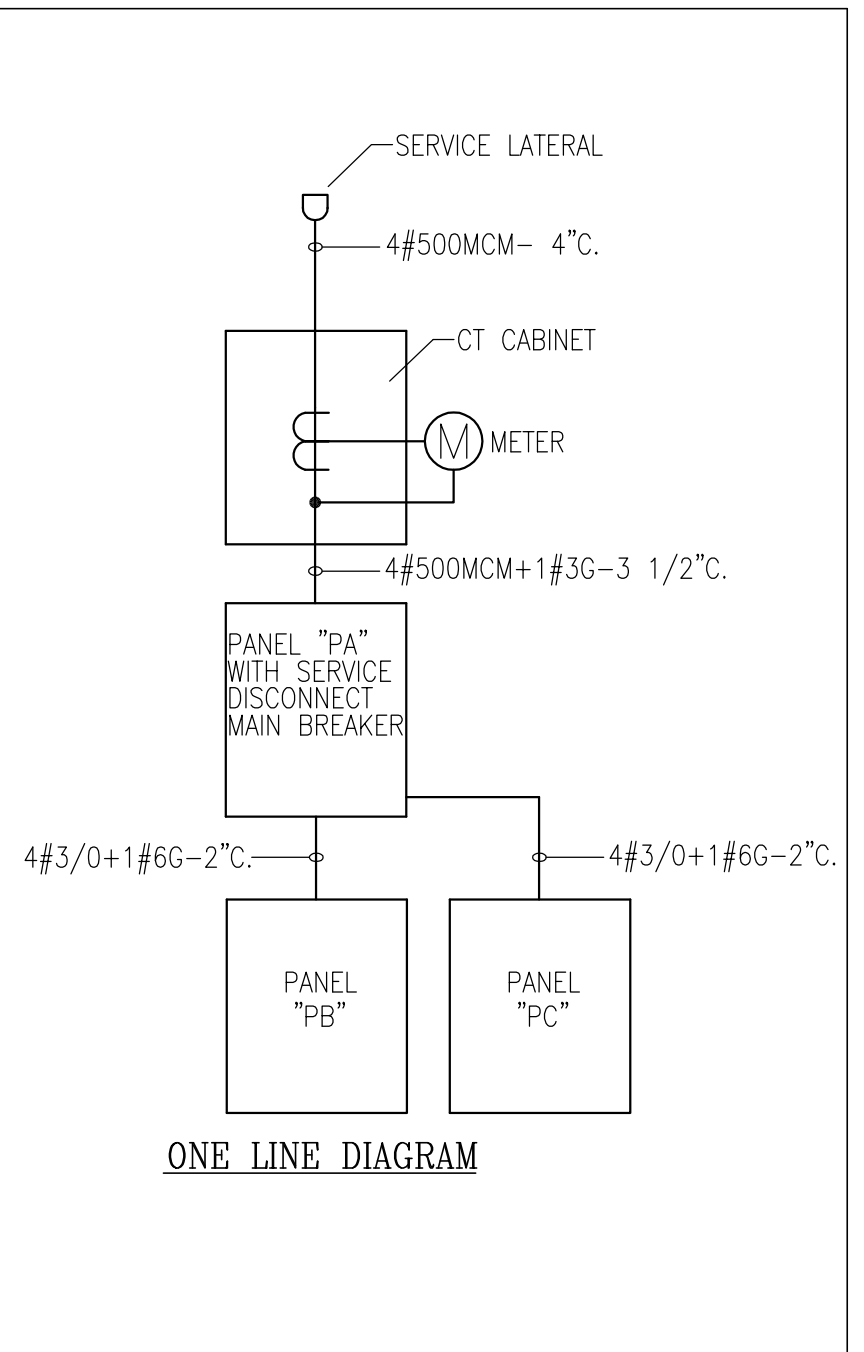 SERVICE LATERAL
4#500MCM- 4"C.
CT CABINET
M METER
4#500MCM+1#3G-3 1/2"C.
PANEL "PA"
WITH SERVICE
DISCONNECT
MAIN BREAKER
4#3/0+1#6G-2"C.
4#3/0+1#6G-2"C.
PANEL
"PB"
PANEL
"PC"
ONE LINE DIAGRAM